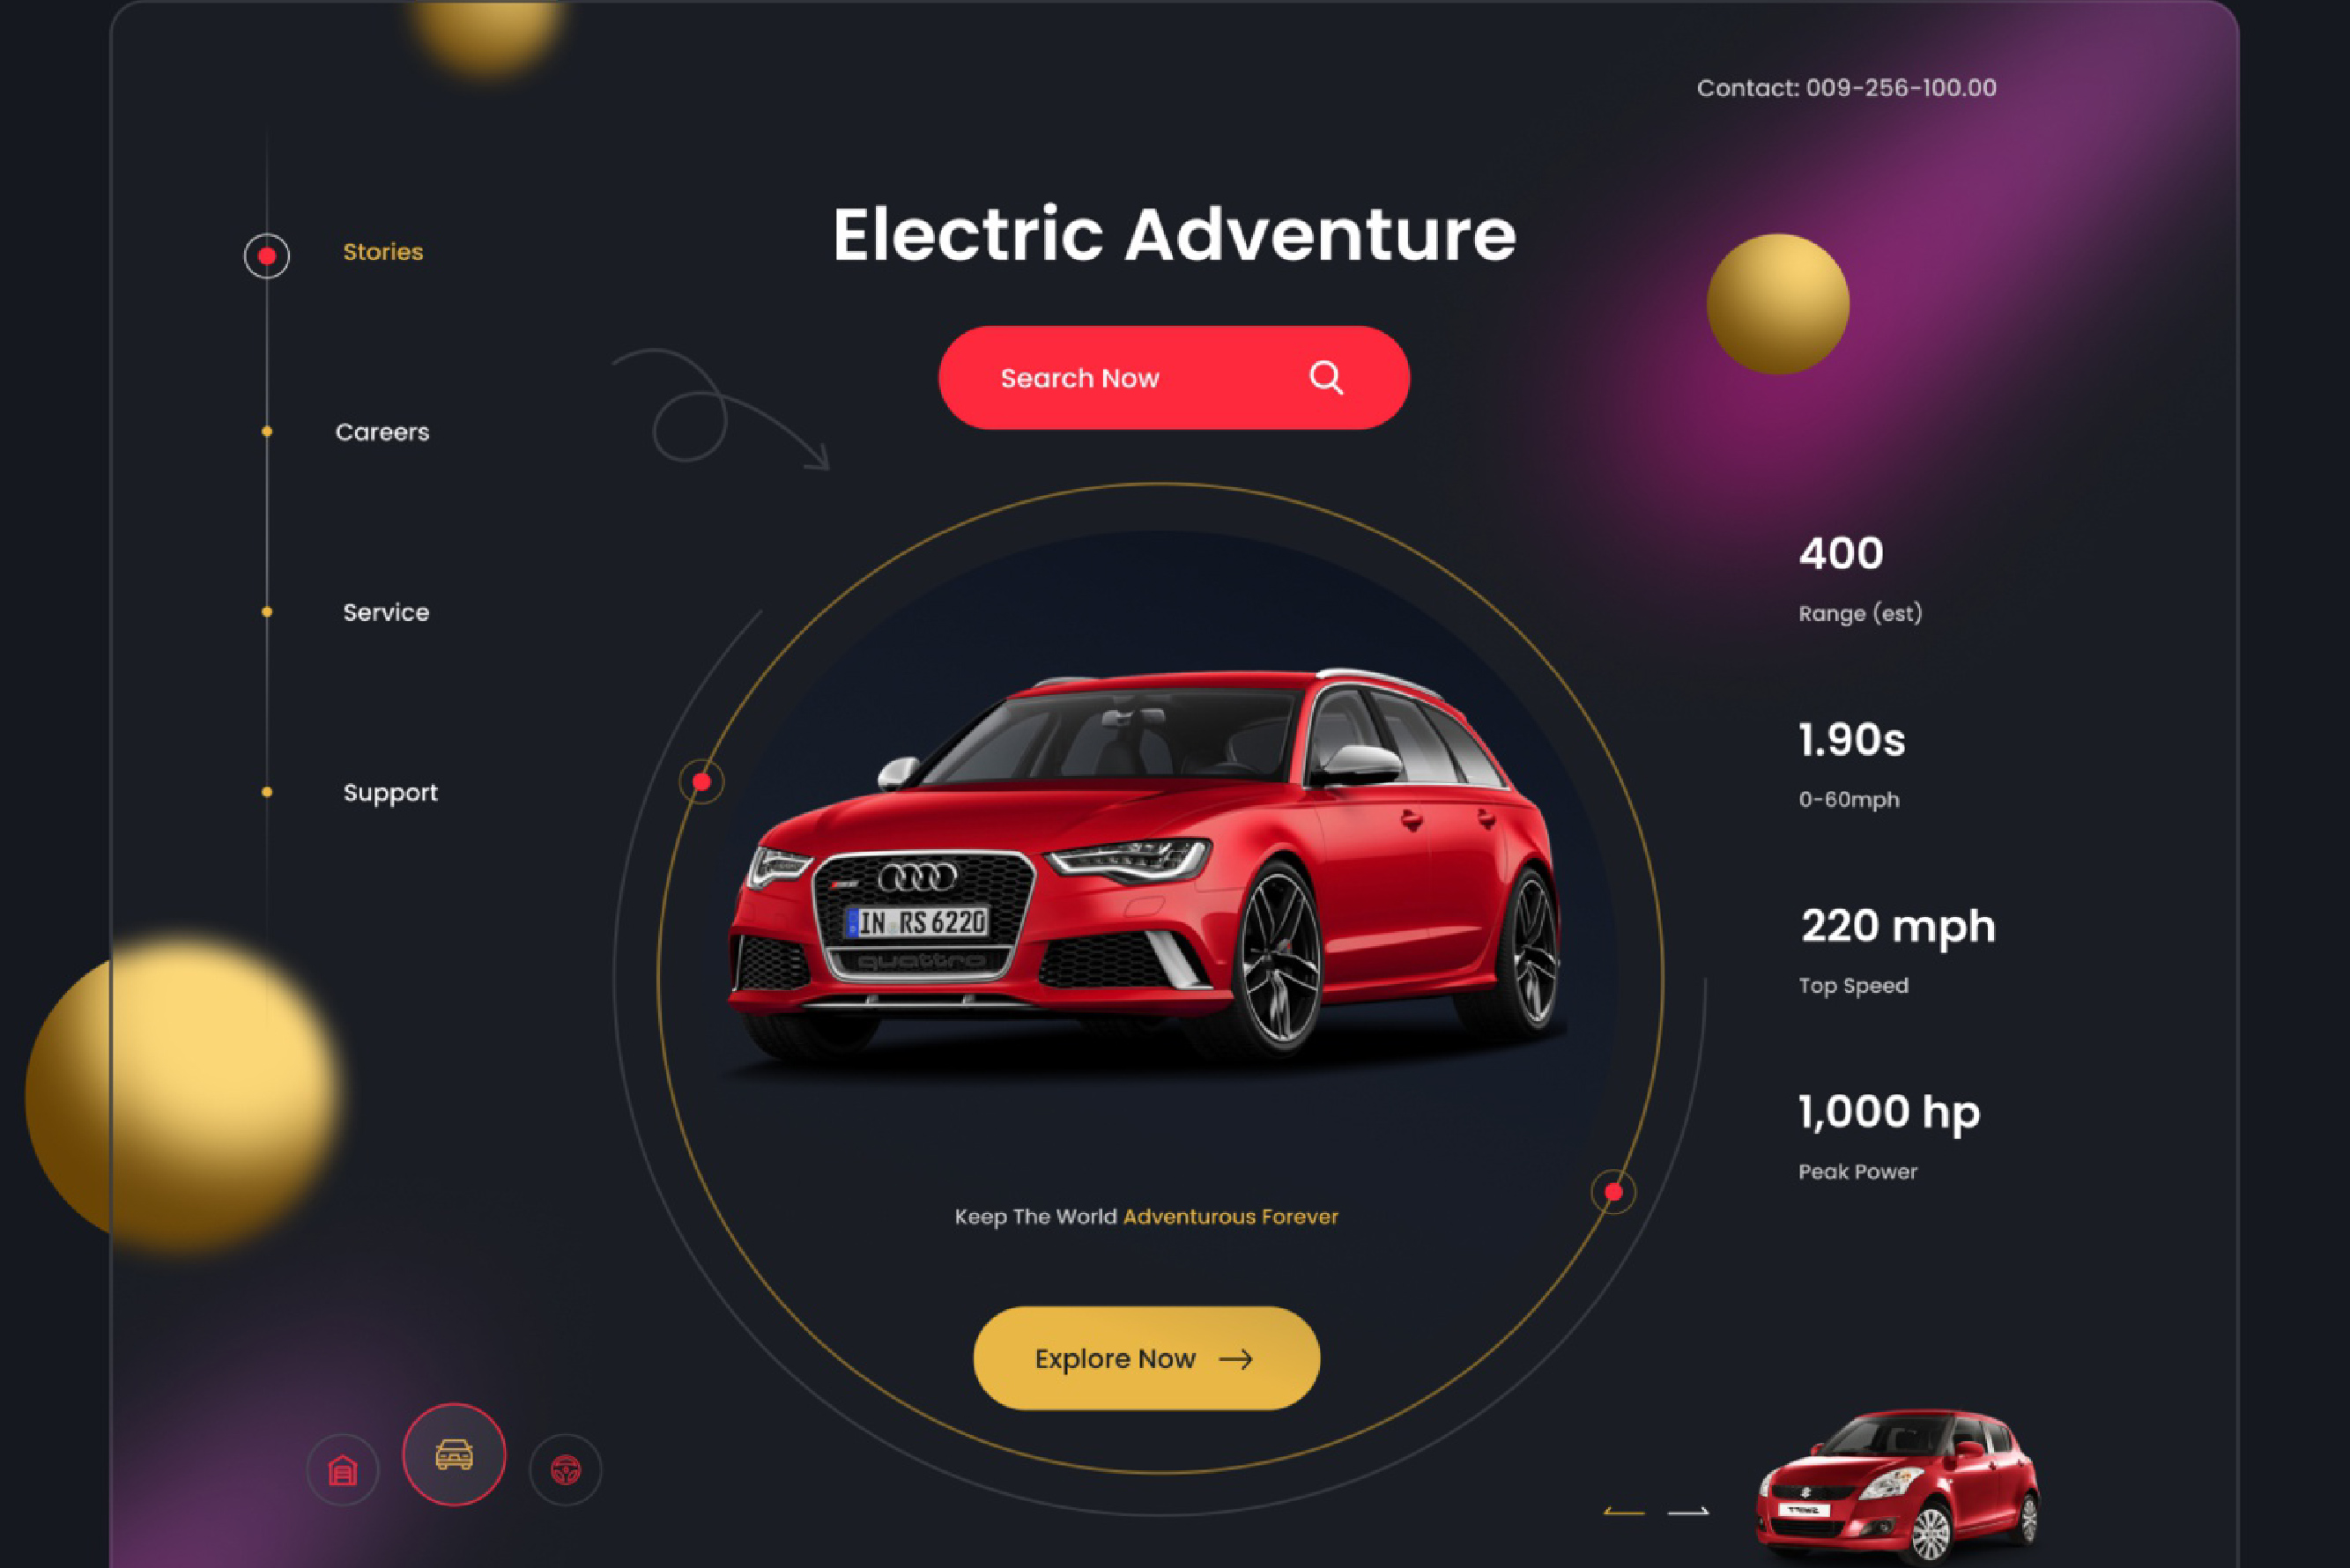 Contact: 009-256-100.00
Electric Adventure
Search Now
Stories
Careers
Service
Support
400
Range (est)
1.90s
0-60mph
220 mph
Top Speed
1,000 hp
Peak Power
IN RS 6220
quattro
Keep The World Adventurous Forever
Explore Now